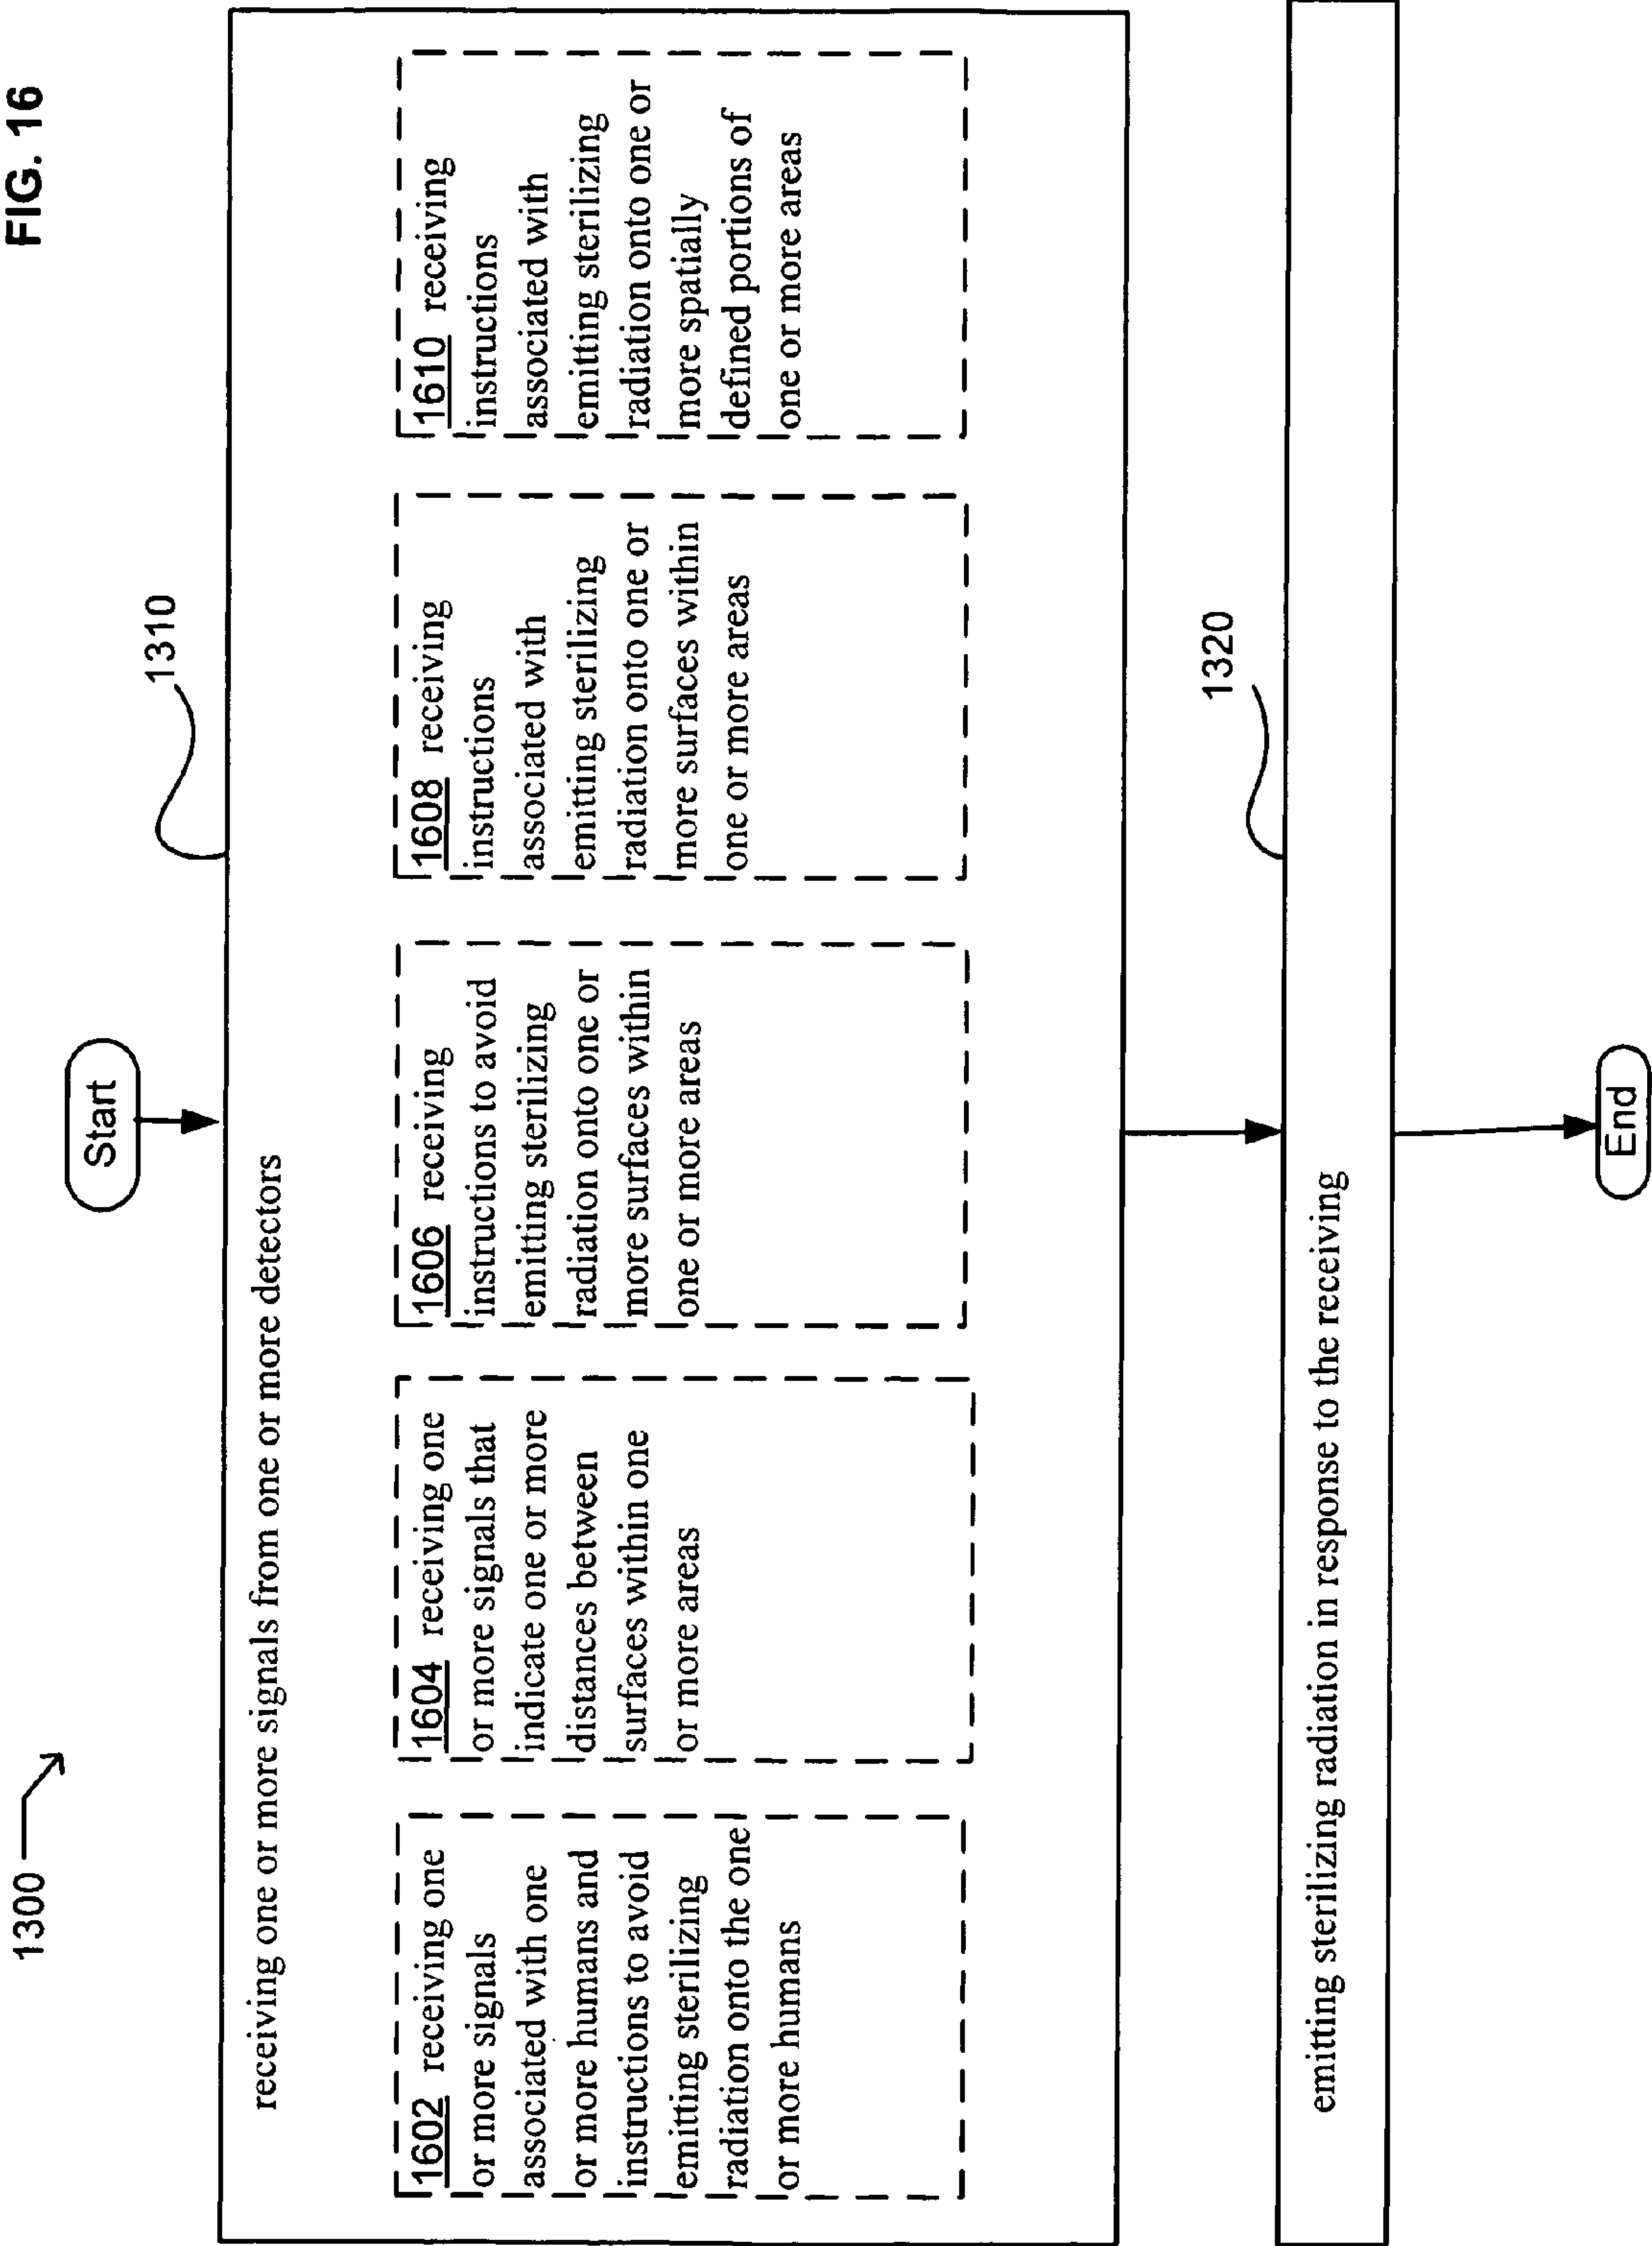 FIG. 16
1300
Start
1310
receiving one or more signals from one or more detectors
1602 receiving one
or more signals
associated with one
or more humans and
instructions to avoid
emitting sterilizing
radiation onto the one
or more humans
1604 receiving one
or more signals that
indicate one or more
distances between
surfaces within one
or more areas
1606 receiving
instructions to avoid
emitting sterilizing
radiation onto one or
more surfaces within
one or more areas
1608 receiving
instructions
associated with
emitting sterilizing
radiation onto one or
more surfaces within
one or more areas
1610 receiving
instructions
associated with
emitting sterilizing
radiation onto one or
more spatially
defined portions of
one or more areas
1320
emitting sterilizing radiation in response to the receiving
End